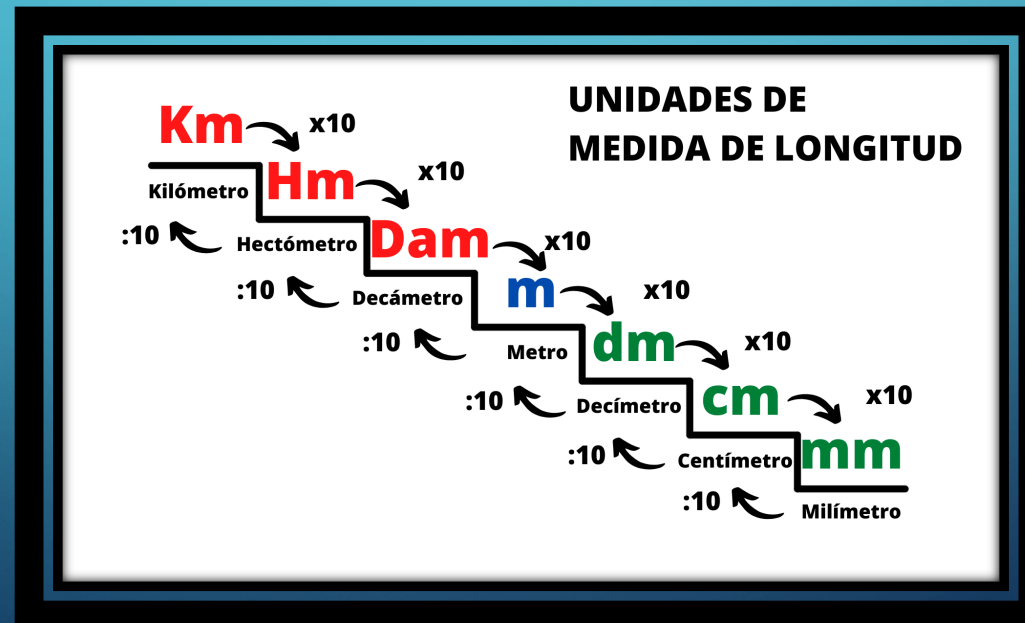 UNIDADES DE
MEDIDA DE LONGITUD
Km
x10
Hm
x10
Kilómetro
:10
Dam
x10
Hectómetro
:10
m
x10
Decámetro
:10
dm
x10
Metro
:10
cm
x10
Decímetro
:10
mm
Centímetro
:10
Milímetro